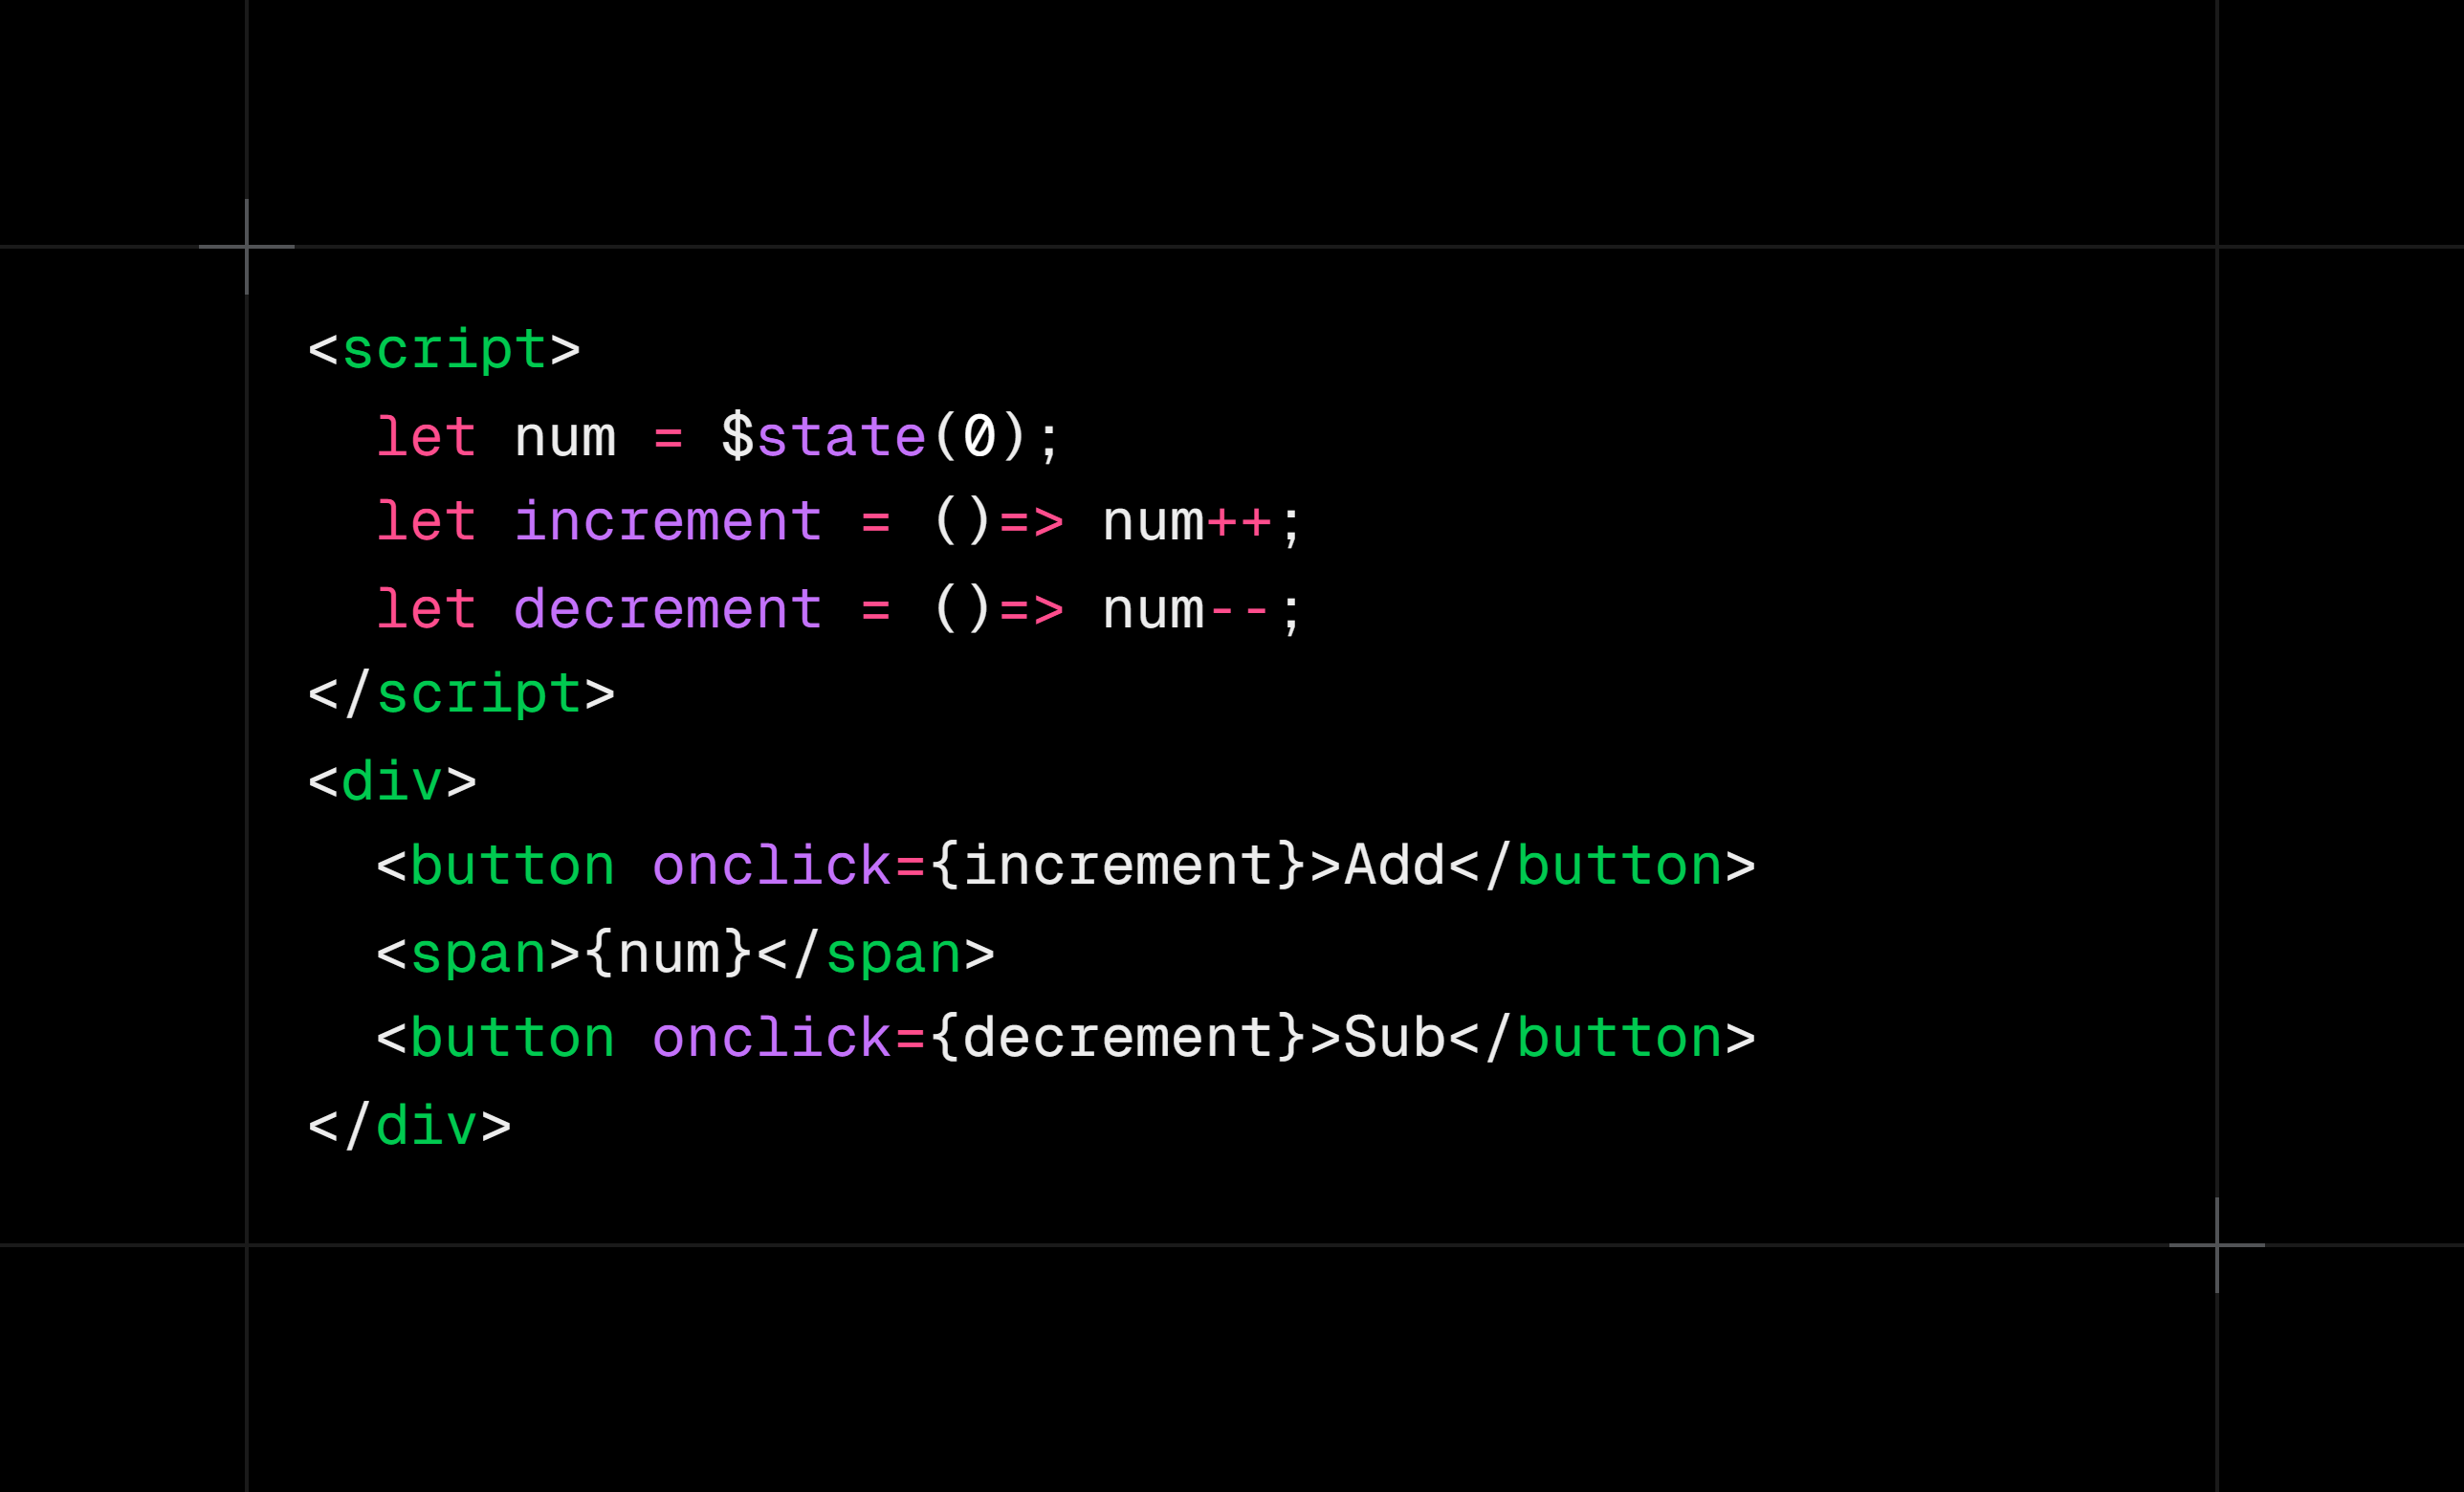 <script>
  let num = $state(0);
  let increment = ()=> num++;
  let decrement = ()=> num--;
</script>
<div>
  <button onclick={increment}>Add</button>
  <span>{num}</span>
  <button onclick={decrement}>Sub</button>
</div>